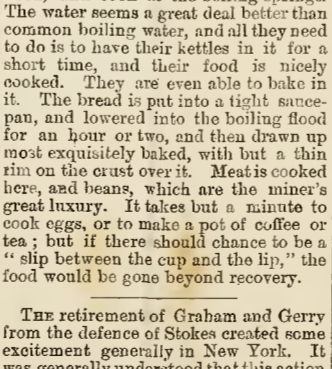 The water seems a great deal better than
common boiling water, and all they need
to do is to have their kettles in it for a
short time, and their food is nicely
cooked. They are even able to bake in
it. The bread is put into a tight sauce-
pan, and lowered into the boiling flood
for an hour or two, and then drawn up
most exquisitely baked, with but a thin
rim on the crust over it. Meat is cooked
here, and beans, which are the miner's
great luxury. It takes but a minute to
cook eggs, or to make a pot of coffee or
tea; but if there should chance to be a
"slip between the cup and the lip," the
food would be gone beyond recovery.
THE retirement of Graham and Gerry
from the defence of Stokes created some
excitement generally in New York. It
was generally understood that this action